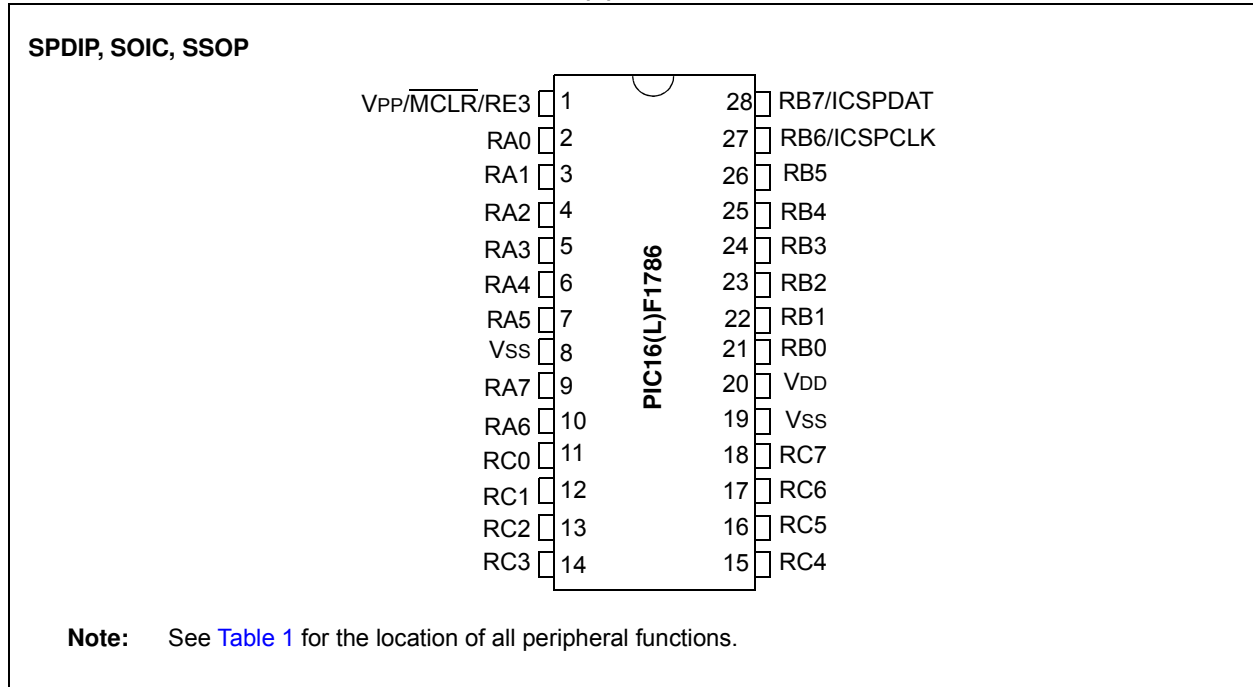 SPDIP, SOIC, SSOP
VPP/MCLR/RE3 1 28 RB7/ICSPDAT
RA0 2 27 RB6/ICSPCLK
RA1 3 26 RB5
RA2 4 25 RB4
RA3 5 24 RB3
RA4 6 23 RB2
RA5 7 22 RB1
VSS 8 21 RB0
RA7 9 20 VDD
RA6 10 19 VSS
RC0 11 18 RC7
RC1 12 17 RC6
RC2 13 16 RC5
RC3 14 15 RC4
PIC16(L)F1786
Note: See Table 1 for the location of all peripheral functions.